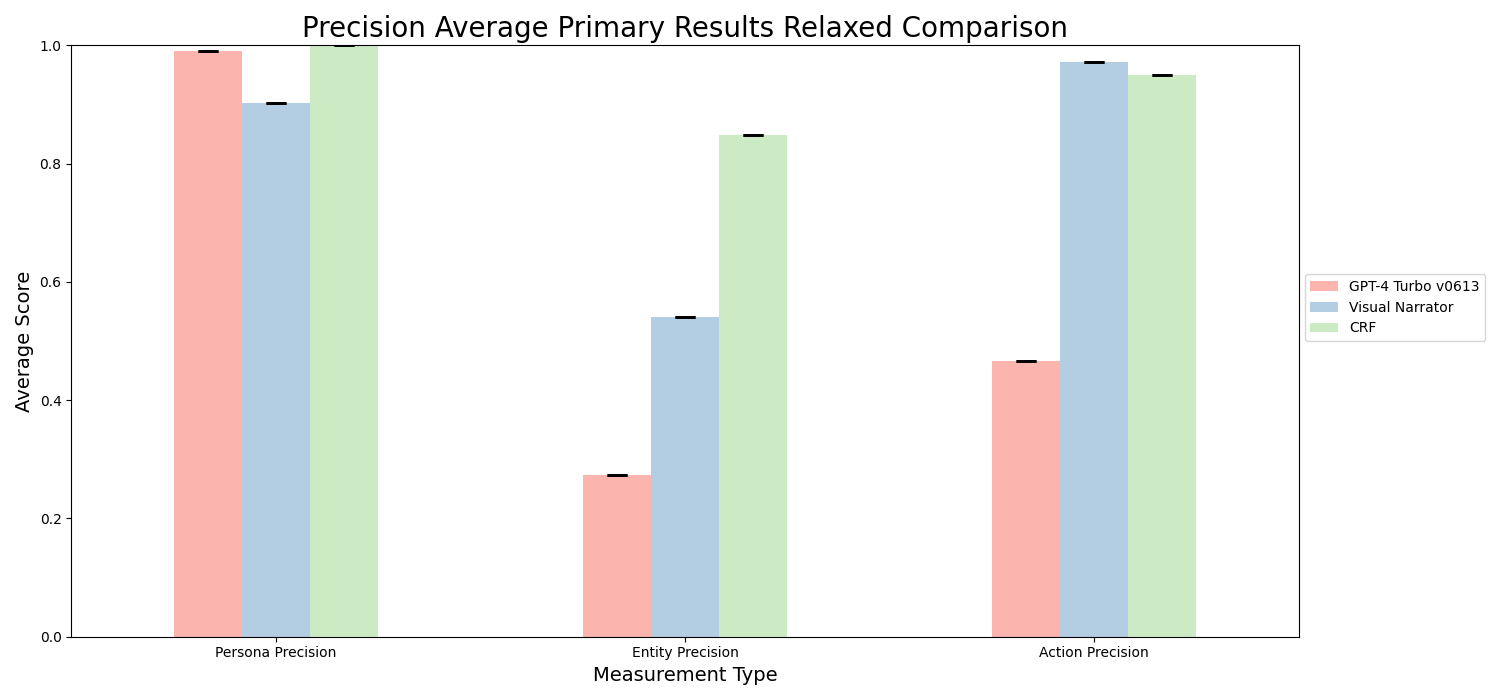 Precision Average Primary Results Relaxed Comparison
1.0
0.8
0.6
0.4
0.2
0.0
Average Score
Persona Precision
Entity Precision
Action Precision
Measurement Type
GPT-4 Turbo v0613
Visual Narrator
CRF